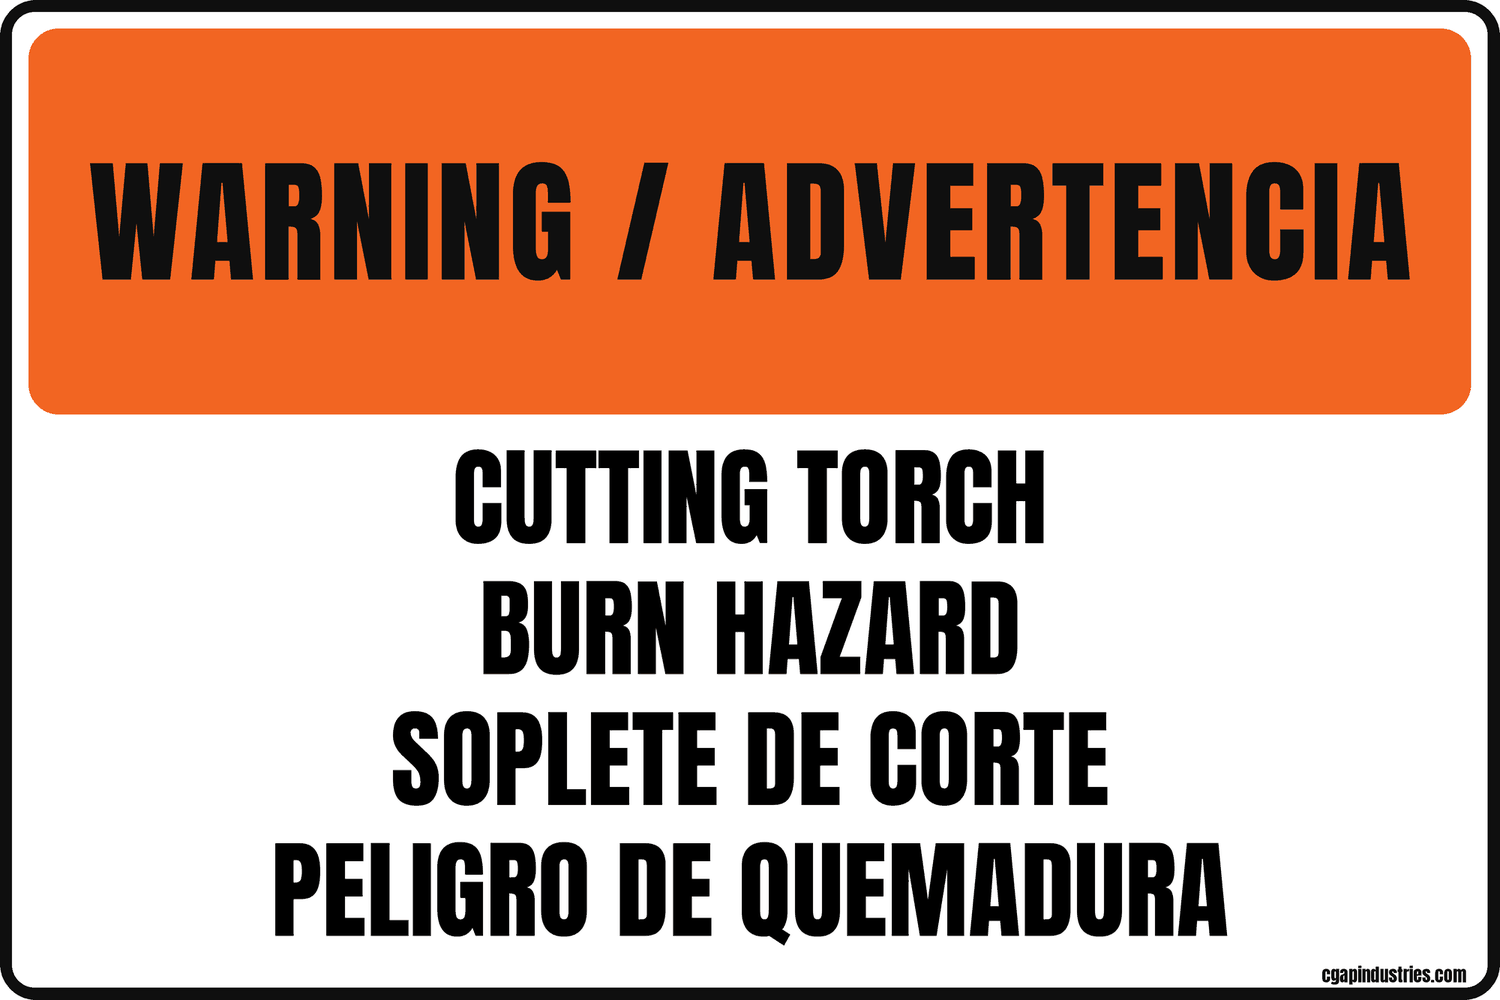 WARNING / ADVERTENCIA
CUTTING TORCH
BURN HAZARD
SOPLETE DE CORTE
PELIGRO DE QUEMADURA
cgapindustries.com